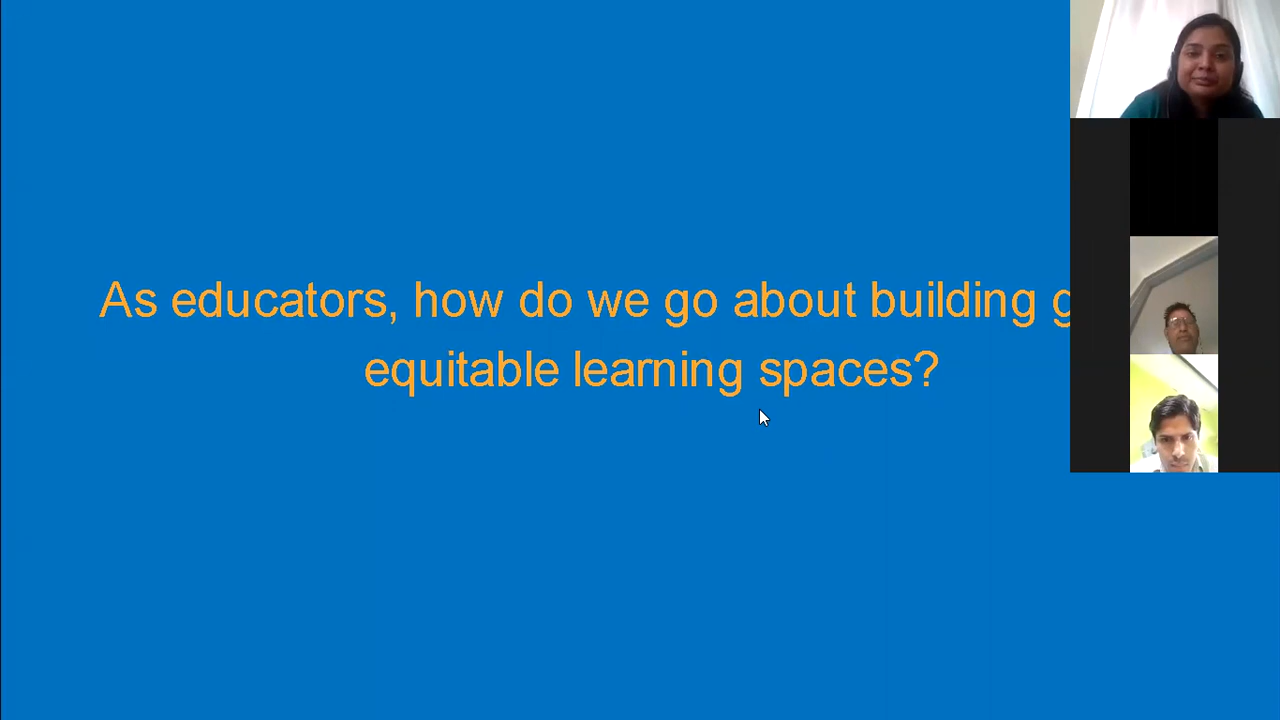 As educators, how do we go about building
equitable learning spaces?